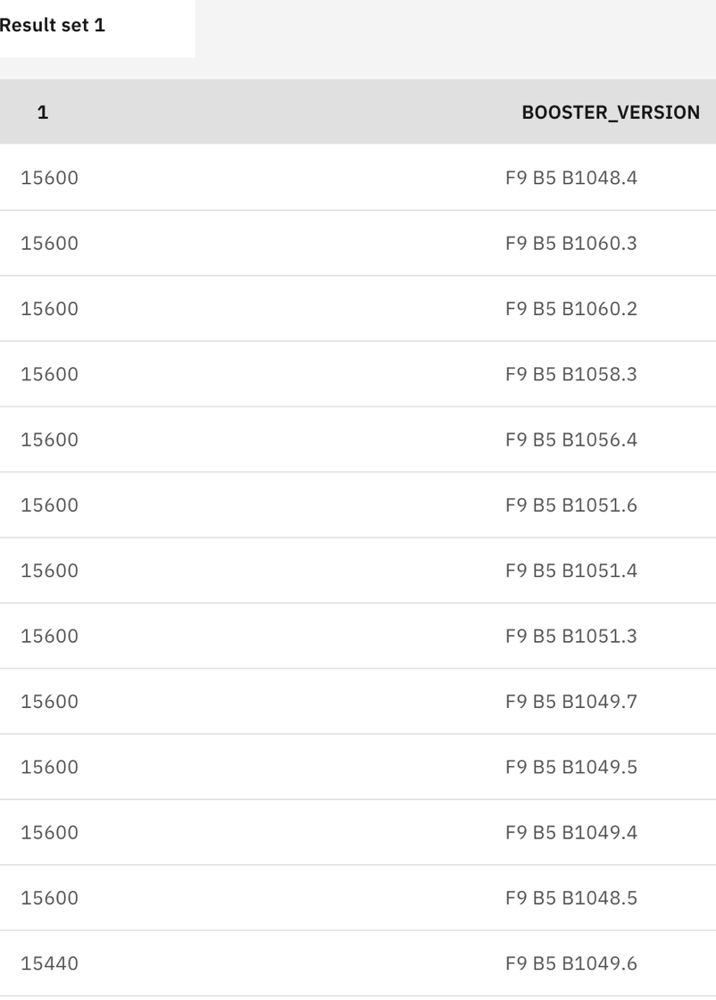 Result set 1
1 BOOSTER_VERSION
15600 F9 B5 B1048.4
15600 F9 B5 B1060.3
15600 F9 B5 B1060.2
15600 F9 B5 B1058.3
15600 F9 B5 B1056.4
15600 F9 B5 B1051.6
15600 F9 B5 B1051.4
15600 F9 B5 B1051.3
15600 F9 B5 B1049.7
15600 F9 B5 B1049.5
15600 F9 B5 B1049.4
15600 F9 B5 B1048.5
15440 F9 B5 B1049.6